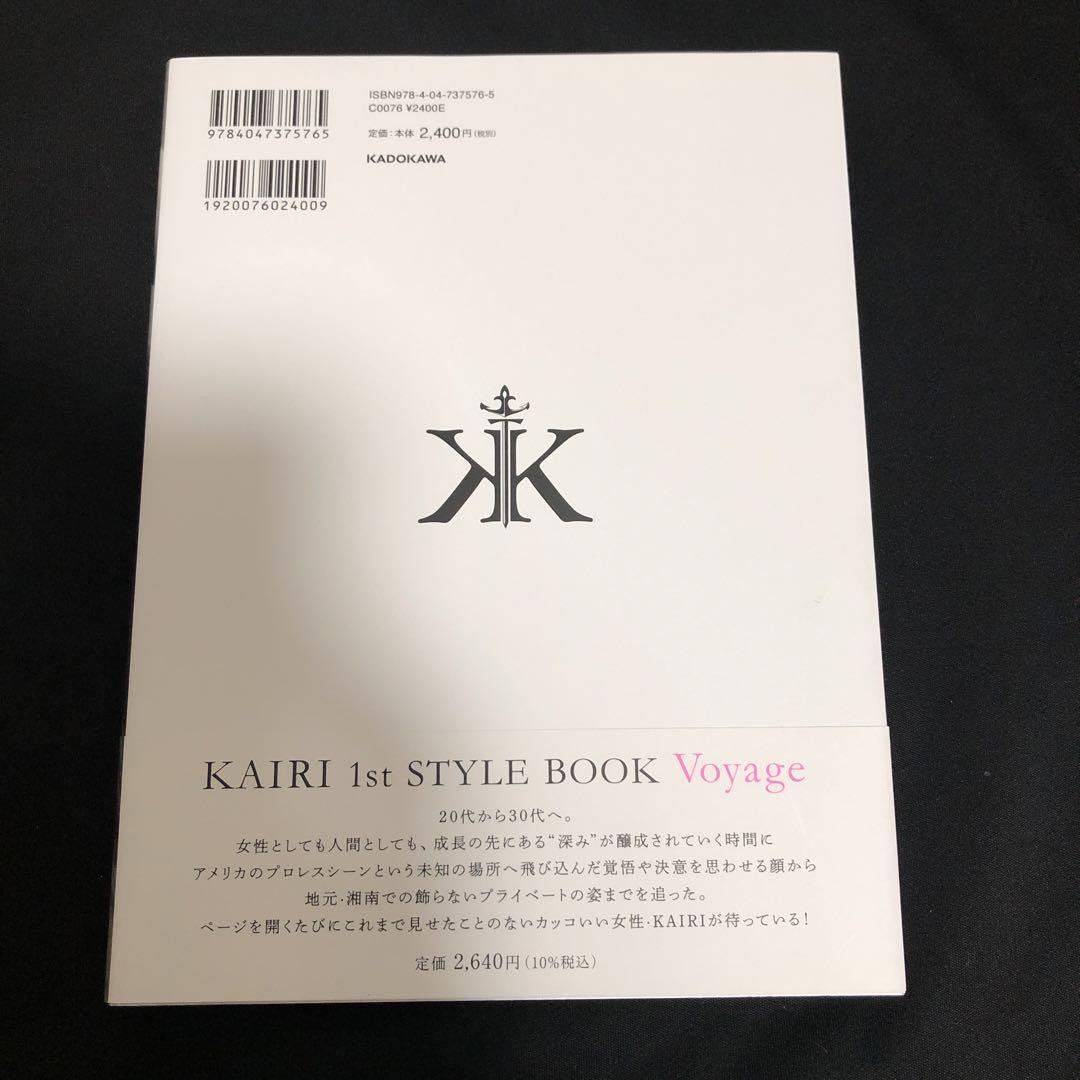 ISBN978-4-04-737576-5
C0076 ¥2400E
9784047375765
定価:本体 2,400円(税別)
KADOKAWA
1920076024009
KK
KAIRI 1st STYLE BOOK Voyage
20代から30代へ。
女性としても人間としても、成長の先にある“深み”が醸成されていく時間に
アメリカのプロレスシーンという未知の場所へ飛び込んだ覚悟や決意を思わせる顔から
地元・湘南での飾らないプライベートの姿までを追った。
ページを開くたびにこれまで見せたことのないカッコいい女性・KAIRIが待っている!
定価 2,640円(10%税込)